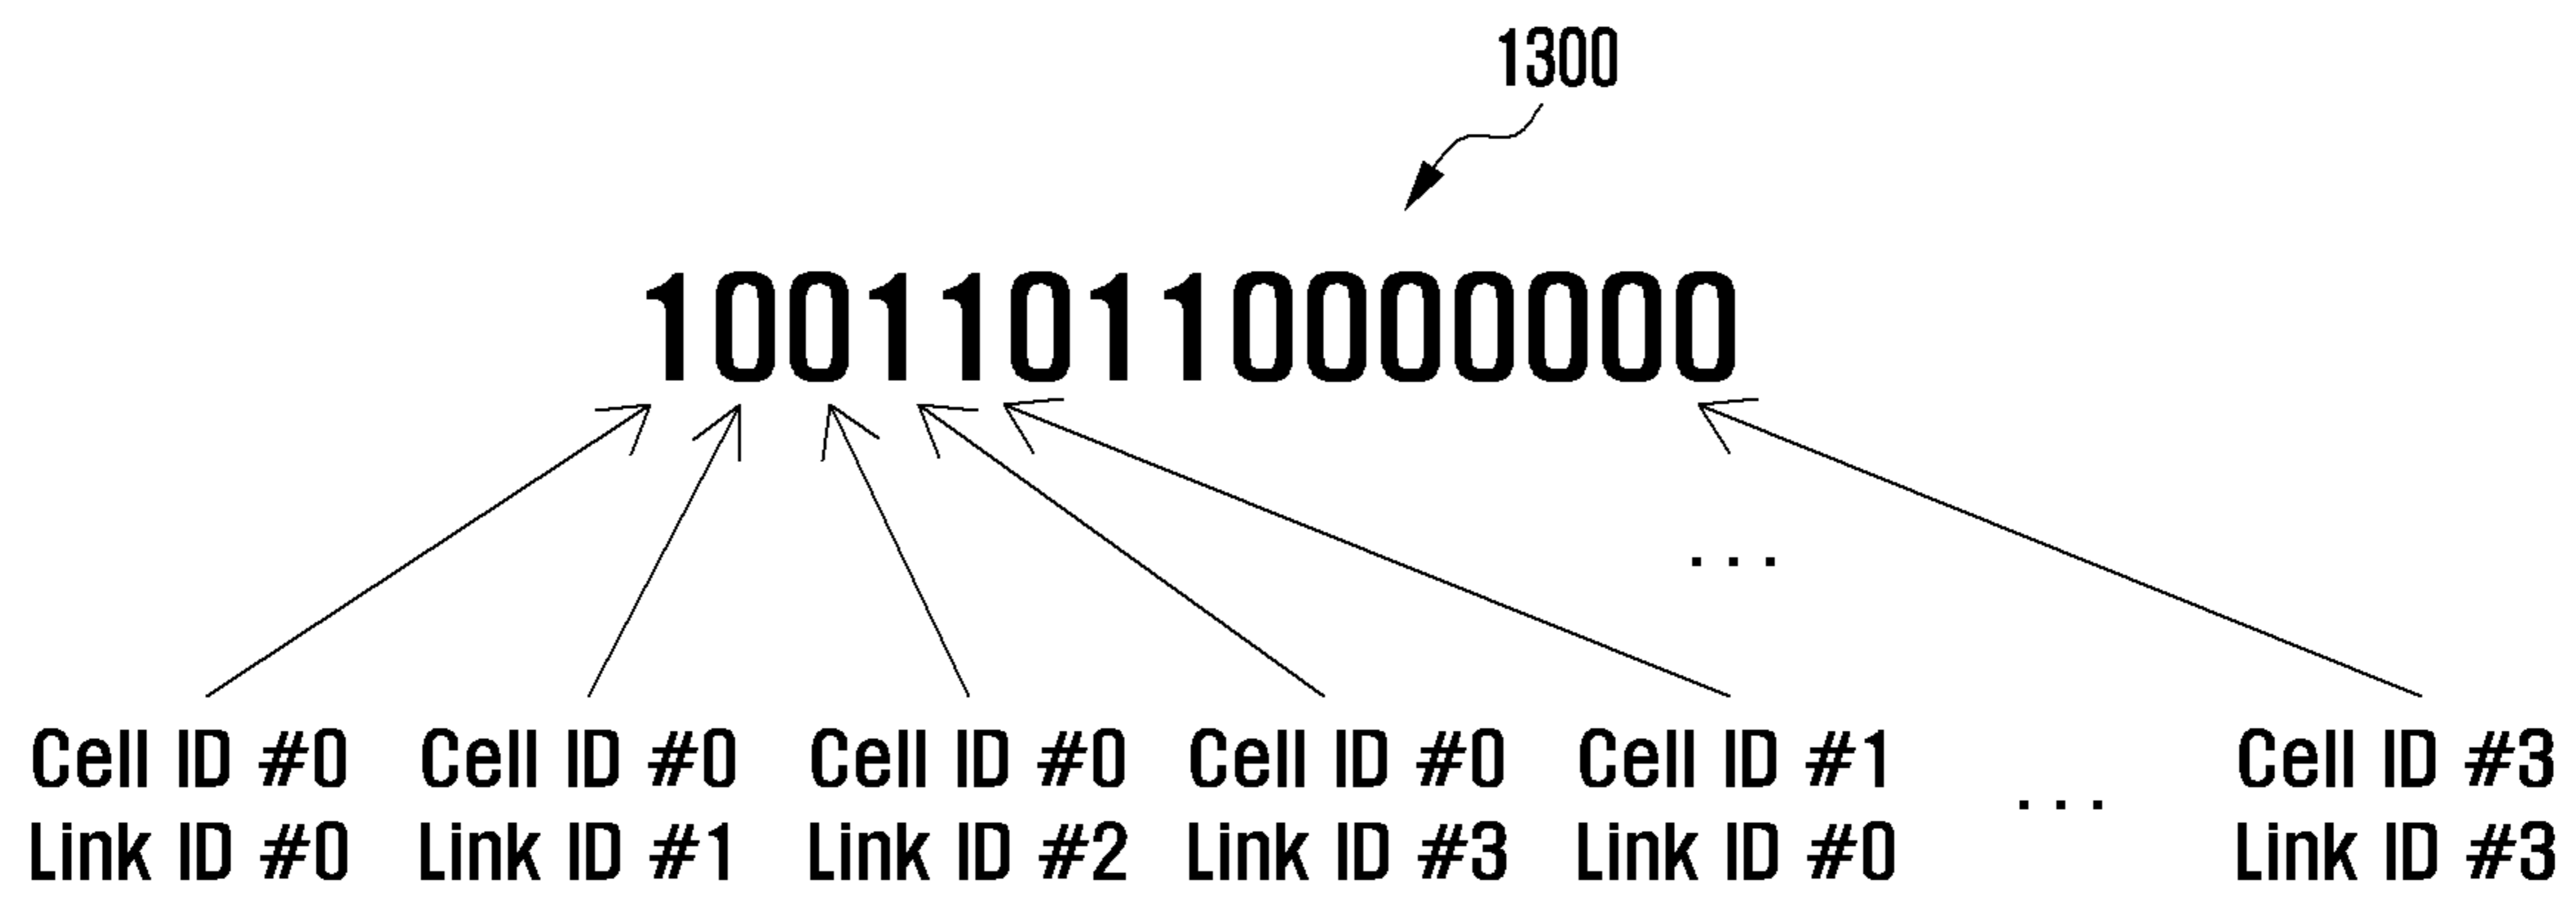 1300
100110110000000
. . .
Cell ID #0 Cell ID #0 Cell ID #0 Cell ID #0 Cell ID #1 . . . Cell ID #3
Link ID #0 Link ID #1 Link ID #2 Link ID #3 Link ID #0 Link ID #3